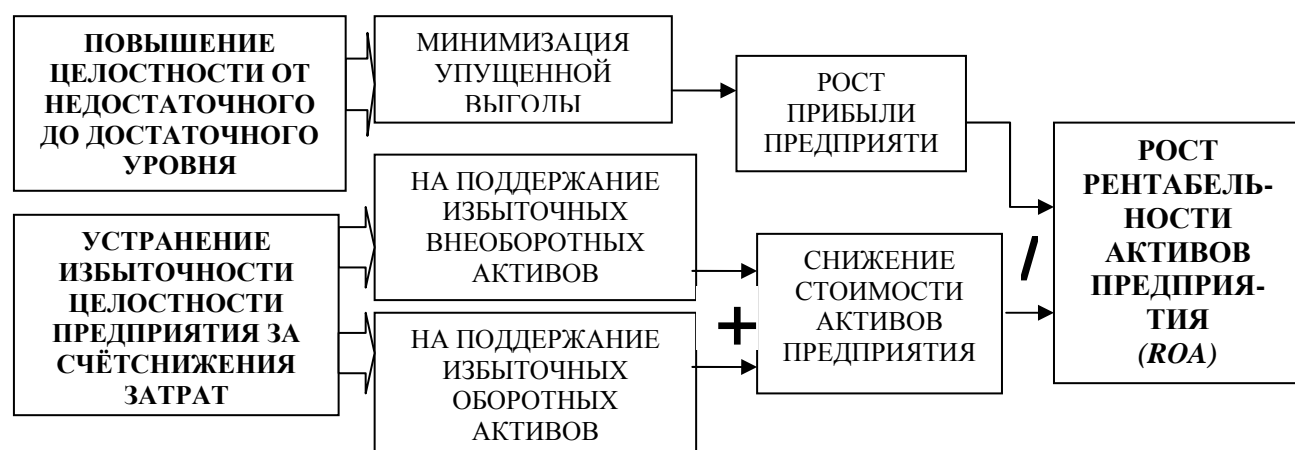 ПОВЫШЕНИЕ
ЦЕЛОСТНОСТИ ОТ
НЕДОСТАТОЧНОГО
ДО ДОСТАТОЧНОГО
УРОВНЯ
МИНИМИЗАЦИЯ
УПУЩЕННОЙ
ВЫГОДЫ
РОСТ
ПРИБЫЛИ
ПРЕДПРИЯТИ
УСТРАНЕНИЕ
ИЗБЫТОЧНОСТИ
ЦЕЛОСТНОСТИ
ПРЕДПРИЯТИЯ ЗА
СЧЁТСНИЖЕНИЯ
ЗАТРАТ
НА ПОДДЕРЖАНИЕ
ИЗБЫТОЧНЫХ
ВНЕОБОРОТНЫХ
АКТИВОВ
НА ПОДДЕРЖАНИЕ
ИЗБЫТОЧНЫХ
ОБОРОТНЫХ
АКТИВОВ
+
СНИЖЕНИЕ
СТОИМОСТИ
АКТИВОВ
ПРЕДПРИЯТИЯ
/
РОСТ
РЕНТАБЕЛЬ-
НОСТИ
АКТИВОВ
ПРЕДПРИЯ-
ТИЯ
(ROA)